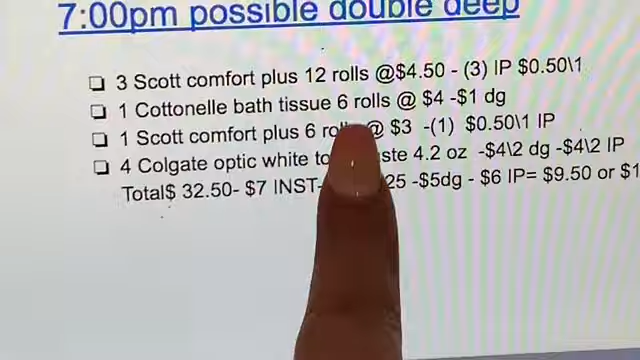 7:00pm possible double deep
3 Scott comfort plus 12 rolls @$4.50 - (3) IP $0.50\1
1 Cottonelle bath tissue 6 rolls @ $4 -$1 dg
1 Scott comfort plus 6 @ $3 -(1) $0.50\1 IP
4 Colgate optic white 4.2 oz -$4\2 dg -$4\2 IP
Total$ 32.50- $7 INST- 25 -$5dg - $6 IP= $9.50 or